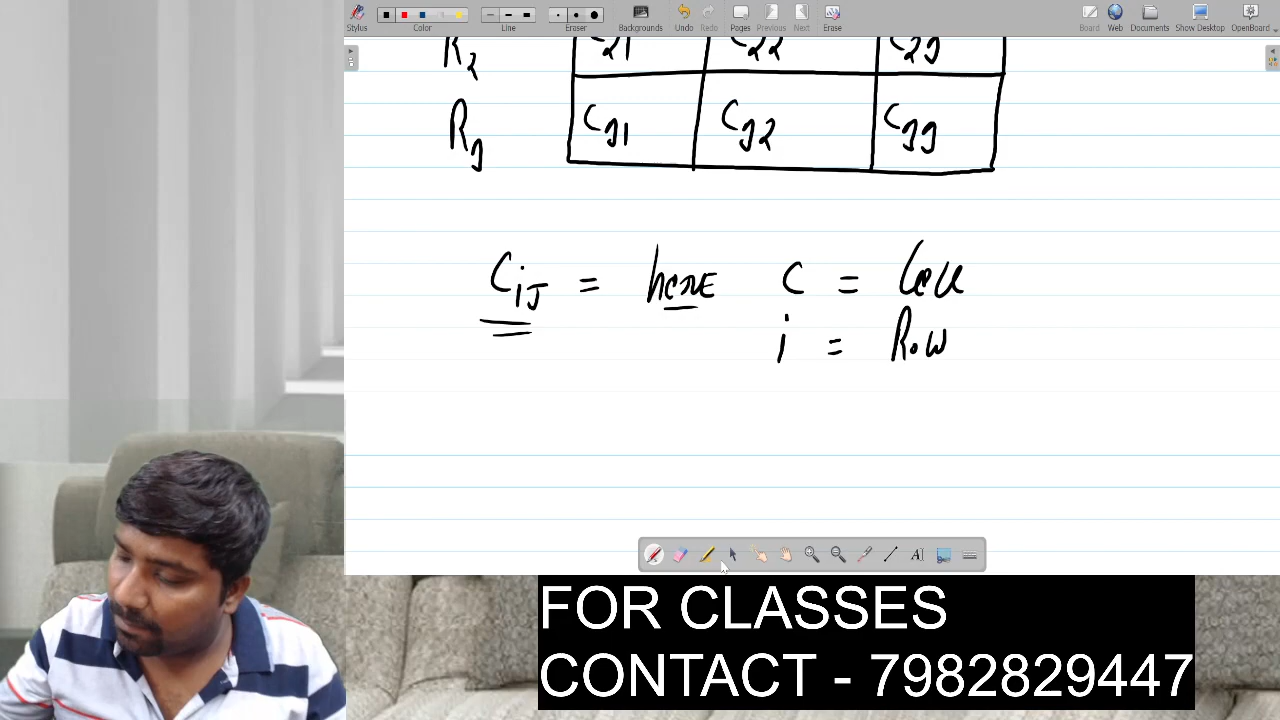 Stylus Color Line Eraser Backgrounds Undo Redo Pages Previous Next Erase Board Web Documents Show Desktop OpenBoard
R2 C21 C22 C23
R3 C31 C32 C33
Cij = here C = Cell
i = Row
FOR CLASSES
CONTACT - 7982829447